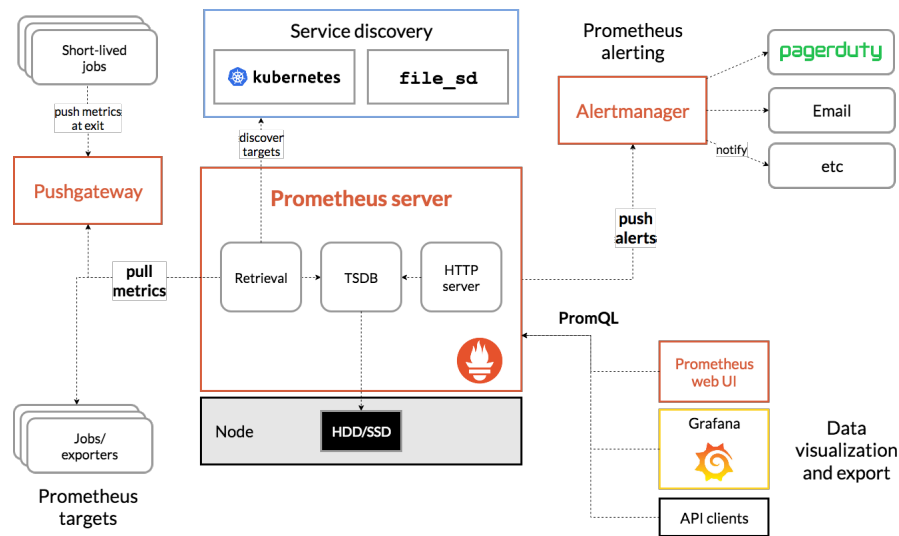 Short-lived
jobs
push metrics
at exit
Pushgateway
pull
metrics
Jobs/
exporters
Prometheus
targets
Service discovery
kubernetes
file_sd
discover
targets
Prometheus server
Retrieval
TSDB
HTTP
server
Node
HDD/SSD
Prometheus
alerting
Alertmanager
pagerduty
Email
notify
etc
push
alerts
PromQL
Prometheus
web UI
Grafana
API clients
Data
visualization
and export